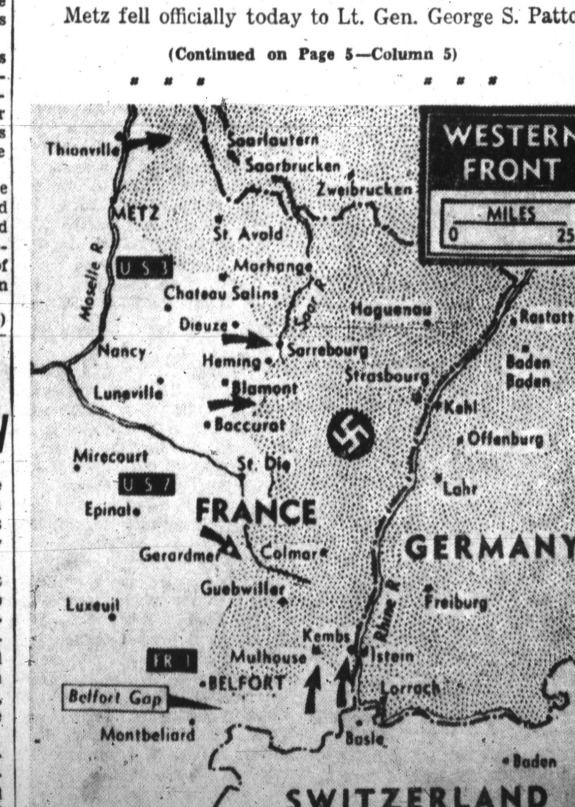 Metz fell officially today to Lt. Gen. George S. Patto
(Continued on Page 5—Column 5)
" " " " " "
WESTERN
FRONT
MILES
0 25
Thionville
Saarlautern
Saarbrucken
Zweibrucken
METZ
St. Avold
Moselle R.
U S 3
Morhange
Saar R.
Chateau Salins
Haguenau
Rastatt
Dieuze
Nancy
Heming
Sarrebourg
Baden
Baden
Luneville
Blamont
Strasbourg
Kehl
Baccarat
Offenburg
Mirecourt
St. Die
U S 7
Lahr
Epinal
FRANCE
Gerardmer
Colmar
GERMANY
Guebwiller
Luxeuil
Freiburg
Rhine R
Kembs
FR 1
Mulhouse
Istein
BELFORT
Belfort Gap
Lorrach
Montbeliard
Basle
Baden
SWITZERLAND